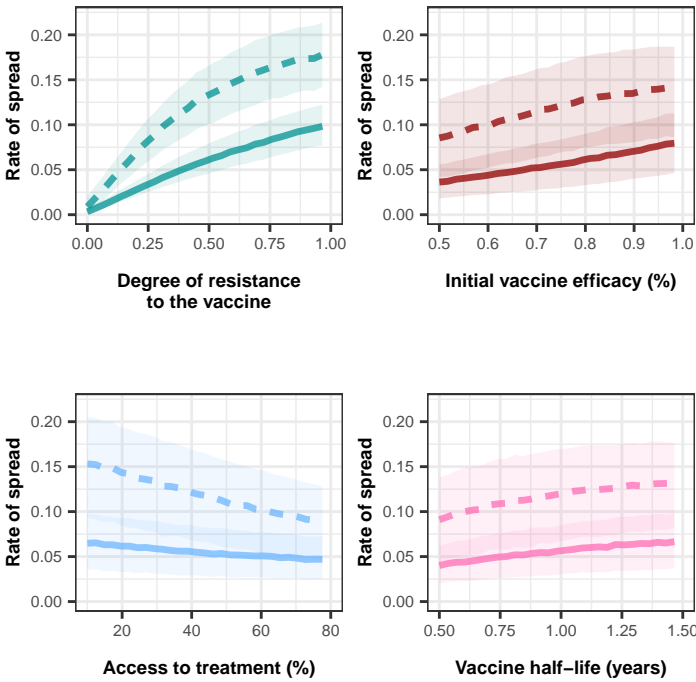 Rate of spread
0.20
0.15
0.10
0.05
0.00
0.00 0.25 0.50 0.75 1.00
Degree of resistance
to the vaccine
Rate of spread
0.20
0.15
0.10
0.05
0.00
0.5 0.6 0.7 0.8 0.9 1.0
Initial vaccine efficacy (%)
Rate of spread
0.20
0.15
0.10
0.05
0.00
20 40 60 80
Access to treatment (%)
Rate of spread
0.20
0.15
0.10
0.05
0.00
0.50 0.75 1.00 1.25 1.50
Vaccine half−life (years)